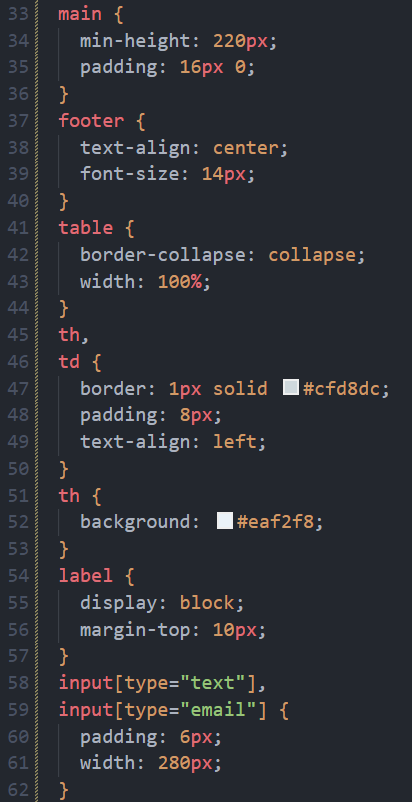 33 main {
34 min-height: 220px;
35 padding: 16px 0;
36 }
37 footer {
38 text-align: center;
39 font-size: 14px;
40 }
41 table {
42 border-collapse: collapse;
43 width: 100%;
44 }
45 th,
46 td {
47 border: 1px solid #cfd8dc;
48 padding: 8px;
49 text-align: left;
50 }
51 th {
52 background: #eaf2f8;
53 }
54 label {
55 display: block;
56 margin-top: 10px;
57 }
58 input[type="text"],
59 input[type="email"] {
60 padding: 6px;
61 width: 280px;
62 }